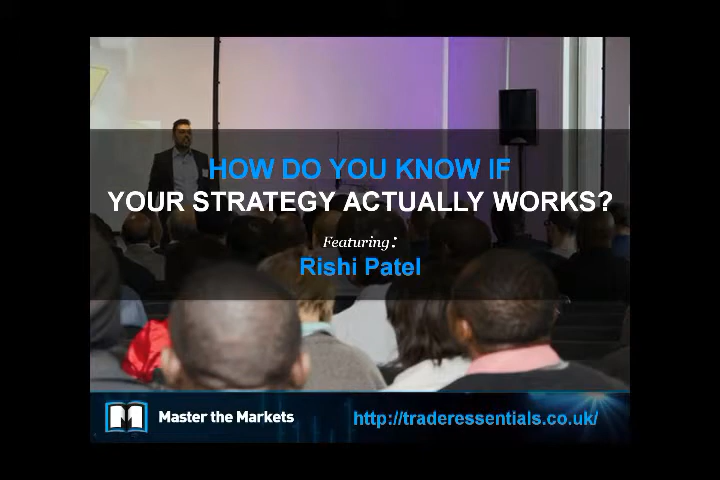 HOW DO YOU KNOW IF
YOUR STRATEGY ACTUALLY WORKS?
Featuring:
Rishi Patel
Master the Markets
http://traderessentials.co.uk/